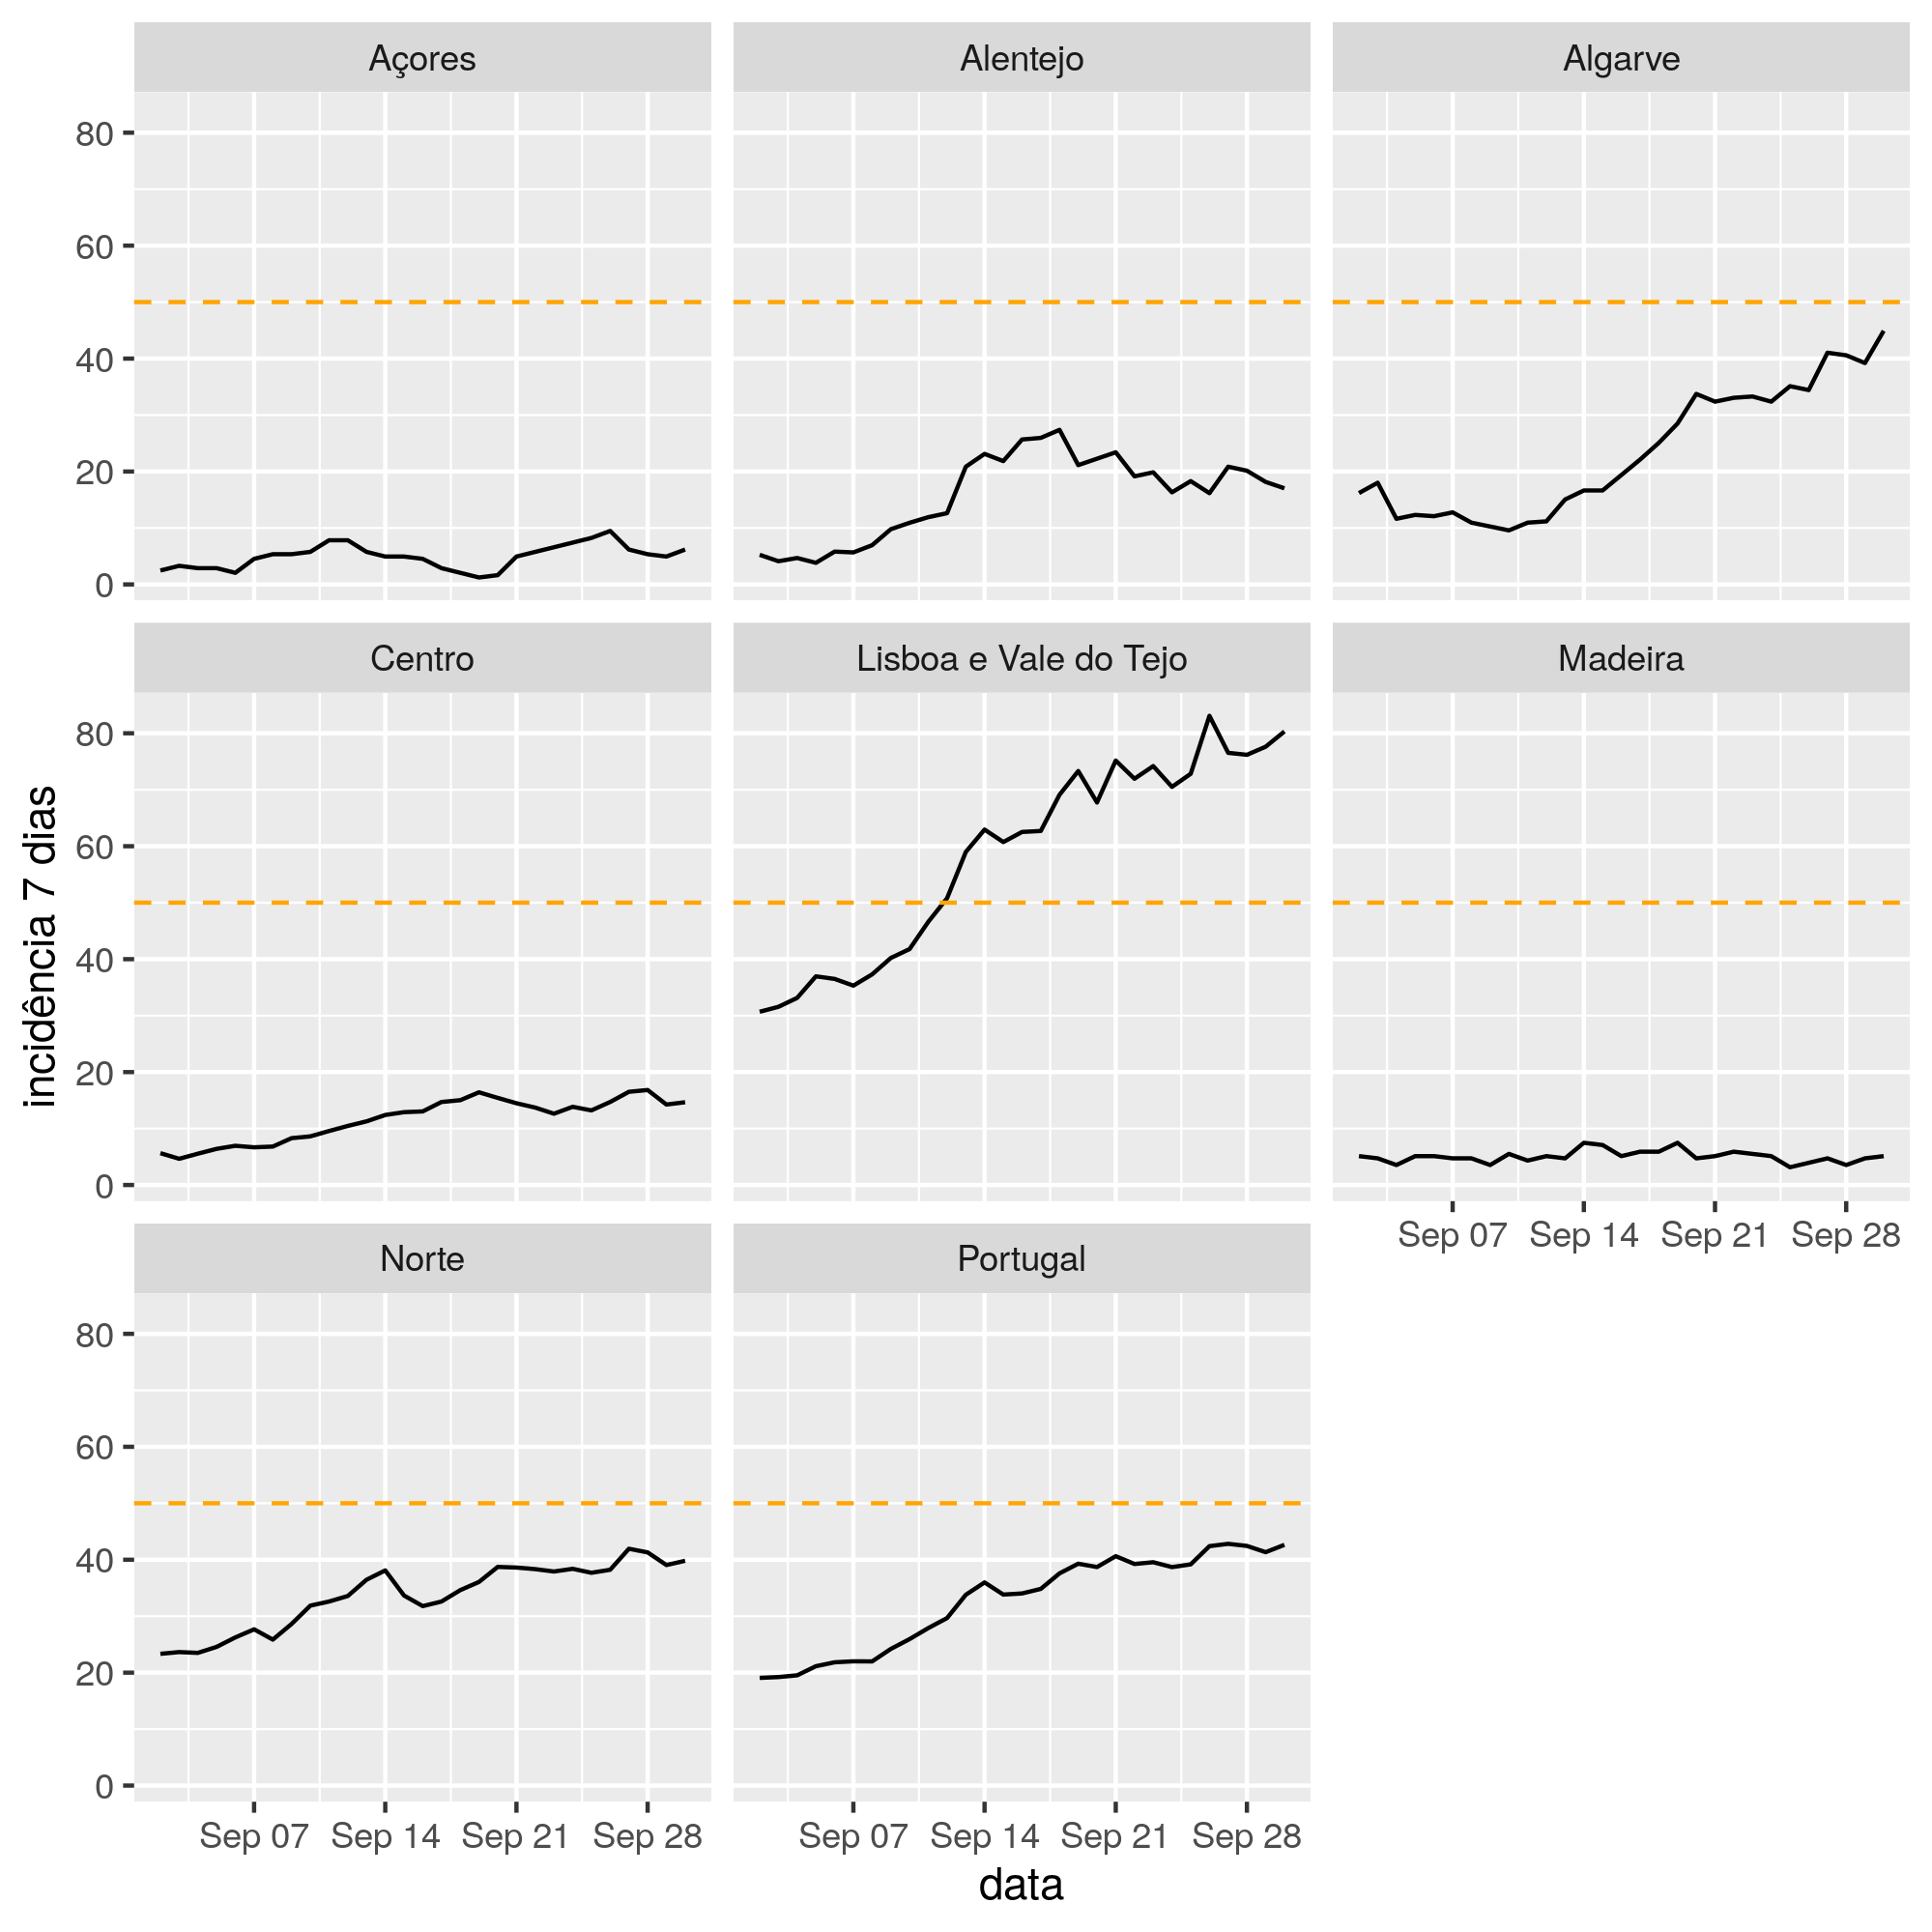 Açores
Alentejo
Algarve
80
60
40
20
0
Centro
Lisboa e Vale do Tejo
Madeira
80
60
40
20
0
Sep 07 Sep 14 Sep 21 Sep 28
Norte
Portugal
80
60
40
20
0
Sep 07 Sep 14 Sep 21 Sep 28
Sep 07 Sep 14 Sep 21 Sep 28
data
incidência 7 dias